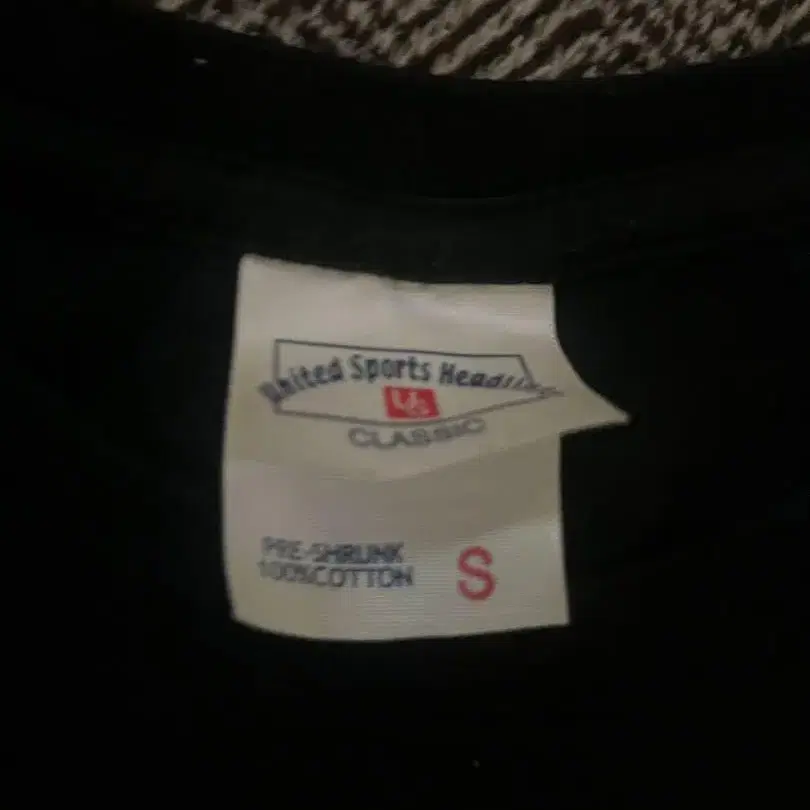 United Sports
US
CLASSIC
PRE-SHRUNK
100%COTTON
S